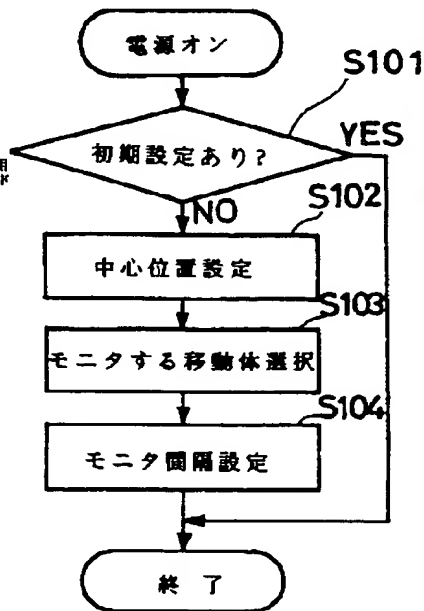 電源オン
S101
初期設定あり?
YES
NO
S102
中心位置設定
S103
モニタする移動体選択
S104
モニタ間隔設定
終了